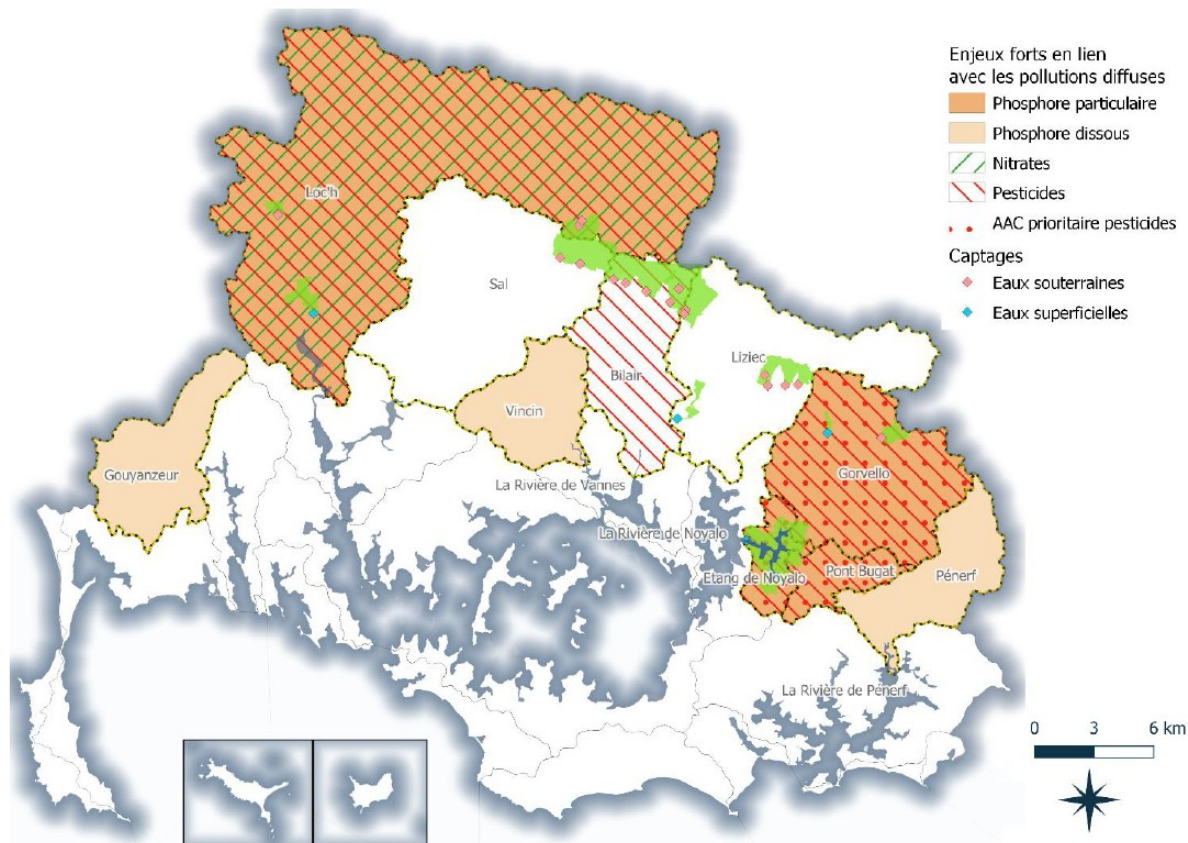 Enjeux forts en lien
avec les pollutions diffuses
Phosphore particulaire
Phosphore dissous
Nitrates
Pesticides
AAC prioritaire pesticides
Captages
Eaux souterraines
Eaux superficielles
Loc'h
Sal
Liziec
Bilair
Vincin
Gouyanzeur
Gorvello
La Rivière de Vannes
La Rivière de Noyalo
Etang de Noyalo
Pont Bugat
Pénerf
La Rivière de Pénerf
0 3 6 km